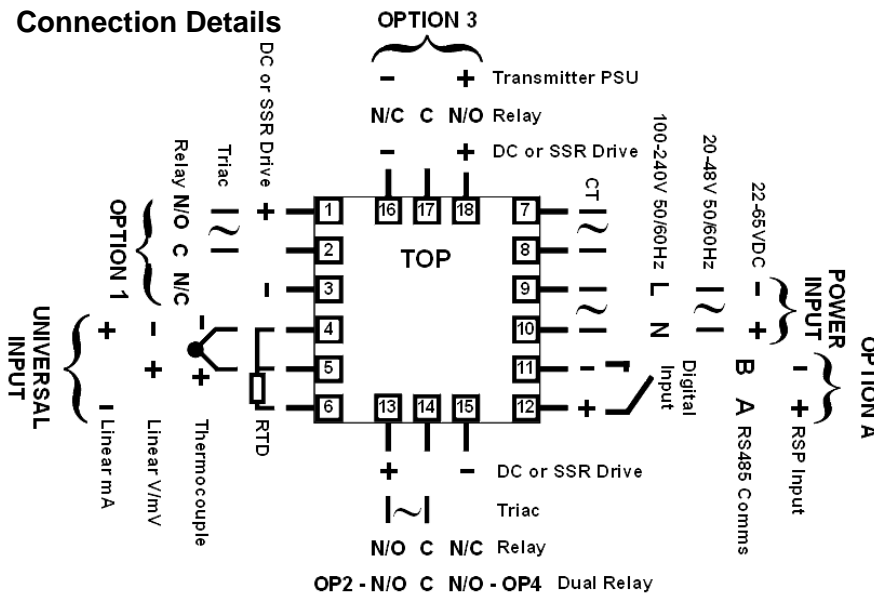 Connection Details
OPTION 3
− + Transmitter PSU
N/C C N/O Relay
− + DC or SSR Drive
16 17 18
TOP
DC or SSR Drive
+ −
Triac
~
Relay N/O C N/C
OPTION 1
1
2
3
4
5
6
UNIVERSAL
INPUT
+ − Linear mA
− + Linear V/mV
− + Thermocouple
RTD
7
8
9
10
11
12
CT
~
~
100-240V 50/60Hz
L N
20-48V 50/60Hz
~
22-65VDC
− +
POWER
INPUT
OPTION A
− +
Digital
Input
B A RS485 Comms
− + RSP Input
13 14 15
+ − DC or SSR Drive
~ Triac
N/O C N/C Relay
OP2 - N/O C N/O - OP4 Dual Relay